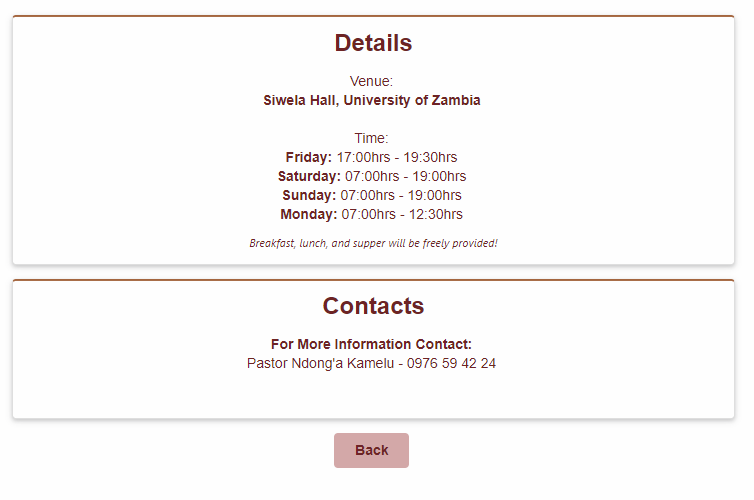 Details
Venue:
Siwela Hall, University of Zambia
Time:
Friday: 17:00hrs - 19:30hrs
Saturday: 07:00hrs - 19:00hrs
Sunday: 07:00hrs - 19:00hrs
Monday: 07:00hrs - 12:30hrs
Breakfast, lunch, and supper will be freely provided!
Contacts
For More Information Contact:
Pastor Ndong'a Kamelu - 0976 59 42 24
Back